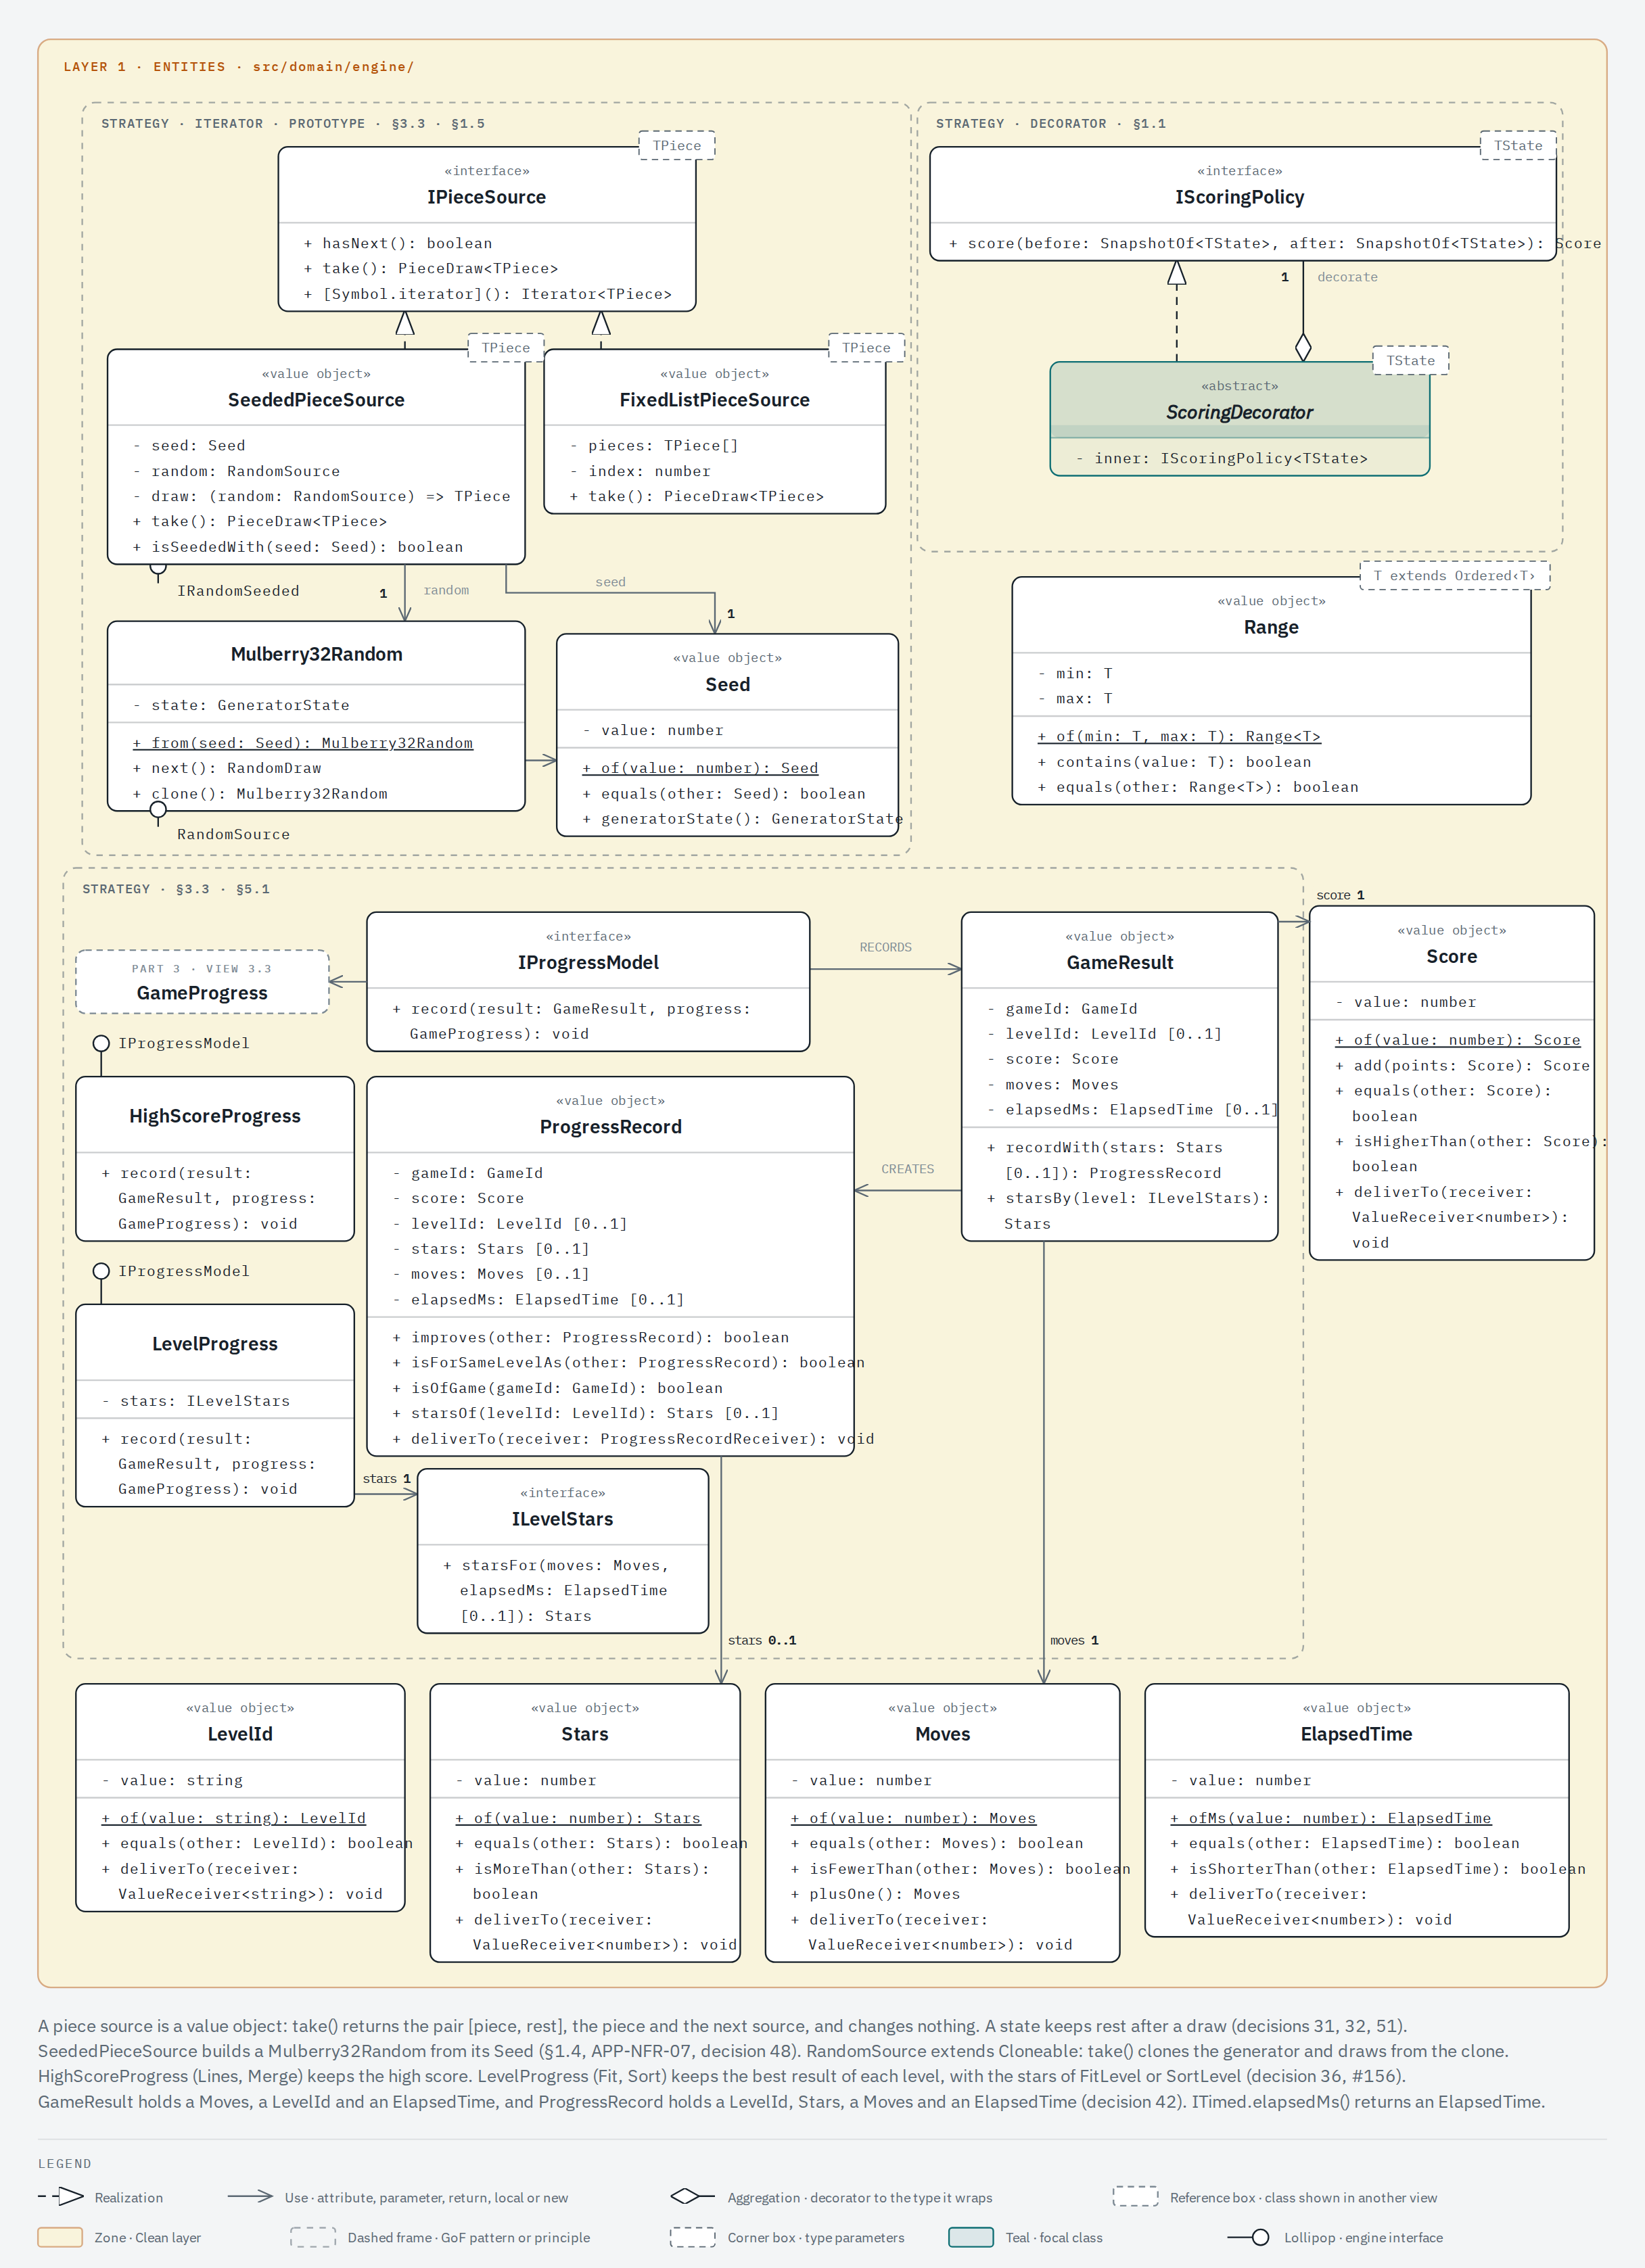 LAYER 1 · ENTITIES · src/domain/engine/
STRATEGY · ITERATOR · PROTOTYPE · §3.3 · §1.5
TPiece
«interface»
IPieceSource
+ hasNext(): boolean
+ take(): PieceDraw<TPiece>
+ [Symbol.iterator](): Iterator<TPiece>
TPiece
«value object»
SeededPieceSource
- seed: Seed
- random: RandomSource
- draw: (random: RandomSource) => TPiece
+ take(): PieceDraw<TPiece>
+ isSeededWith(seed: Seed): boolean
TPiece
«value object»
FixedListPieceSource
- pieces: TPiece[]
- index: number
+ take(): PieceDraw<TPiece>
IRandomSeeded
1
random
seed
1
Mulberry32Random
- state: GeneratorState
+ from(seed: Seed): Mulberry32Random
+ next(): RandomDraw
+ clone(): Mulberry32Random
RandomSource
«value object»
Seed
- value: number
+ of(value: number): Seed
+ equals(other: Seed): boolean
+ generatorState(): GeneratorState
STRATEGY · DECORATOR · §1.1
TState
«interface»
IScoringPolicy
+ score(before: SnapshotOf<TState>, after: SnapshotOf<TState>): Score
1
decorate
TState
«abstract»
ScoringDecorator
- inner: IScoringPolicy<TState>
T extends Ordered‹T›
«value object»
Range
- min: T
- max: T
+ of(min: T, max: T): Range<T>
+ contains(value: T): boolean
+ equals(other: Range<T>): boolean
STRATEGY · §3.3 · §5.1
PART 3 · VIEW 3.3
GameProgress
«interface»
IProgressModel
+ record(result: GameResult, progress:
GameProgress): void
RECORDS
«value object»
GameResult
- gameId: GameId
- levelId: LevelId [0..1]
- score: Score
- moves: Moves
- elapsedMs: ElapsedTime [0..1]
+ recordWith(stars: Stars
[0..1]): ProgressRecord
+ starsBy(level: ILevelStars):
Stars
score 1
«value object»
Score
- value: number
+ of(value: number): Score
+ add(points: Score): Score
+ equals(other: Score):
boolean
+ isHigherThan(other: Score):
boolean
+ deliverTo(receiver:
ValueReceiver<number>):
void
IProgressModel
HighScoreProgress
+ record(result:
GameResult, progress:
GameProgress): void
«value object»
ProgressRecord
- gameId: GameId
- score: Score
- levelId: LevelId [0..1]
- stars: Stars [0..1]
- moves: Moves [0..1]
- elapsedMs: ElapsedTime [0..1]
+ improves(other: ProgressRecord): boolean
+ isForSameLevelAs(other: ProgressRecord): boolean
+ isOfGame(gameId: GameId): boolean
+ starsOf(levelId: LevelId): Stars [0..1]
+ deliverTo(receiver: ProgressRecordReceiver): void
CREATES
IProgressModel
LevelProgress
- stars: ILevelStars
+ record(result:
GameResult, progress:
GameProgress): void
stars 1
«interface»
ILevelStars
+ starsFor(moves: Moves,
elapsedMs: ElapsedTime
[0..1]): Stars
stars 0..1
moves 1
«value object»
LevelId
- value: string
+ of(value: string): LevelId
+ equals(other: LevelId): boolean
+ deliverTo(receiver:
ValueReceiver<string>): void
«value object»
Stars
- value: number
+ of(value: number): Stars
+ equals(other: Stars): boolean
+ isMoreThan(other: Stars):
boolean
+ deliverTo(receiver:
ValueReceiver<number>): void
«value object»
Moves
- value: number
+ of(value: number): Moves
+ equals(other: Moves): boolean
+ isFewerThan(other: Moves): boolean
+ plusOne(): Moves
+ deliverTo(receiver:
ValueReceiver<number>): void
«value object»
ElapsedTime
- value: number
+ ofMs(value: number): ElapsedTime
+ equals(other: ElapsedTime): boolean
+ isShorterThan(other: ElapsedTime): boolean
+ deliverTo(receiver:
ValueReceiver<number>): void
A piece source is a value object: take() returns the pair [piece, rest], the piece and the next source, and changes nothing. A state keeps rest after a draw (decisions 31, 32, 51).
SeededPieceSource builds a Mulberry32Random from its Seed (§1.4, APP-NFR-07, decision 48). RandomSource extends Cloneable: take() clones the generator and draws from the clone.
HighScoreProgress (Lines, Merge) keeps the high score. LevelProgress (Fit, Sort) keeps the best result of each level, with the stars of FitLevel or SortLevel (decision 36, #156).
GameResult holds a Moves, a LevelId and an ElapsedTime, and ProgressRecord holds a LevelId, Stars, a Moves and an ElapsedTime (decision 42). ITimed.elapsedMs() returns an ElapsedTime.
LEGEND
Realization
Use · attribute, parameter, return, local or new
Aggregation · decorator to the type it wraps
Reference box · class shown in another view
Zone · Clean layer
Dashed frame · GoF pattern or principle
Corner box · type parameters
Teal · focal class
Lollipop · engine interface